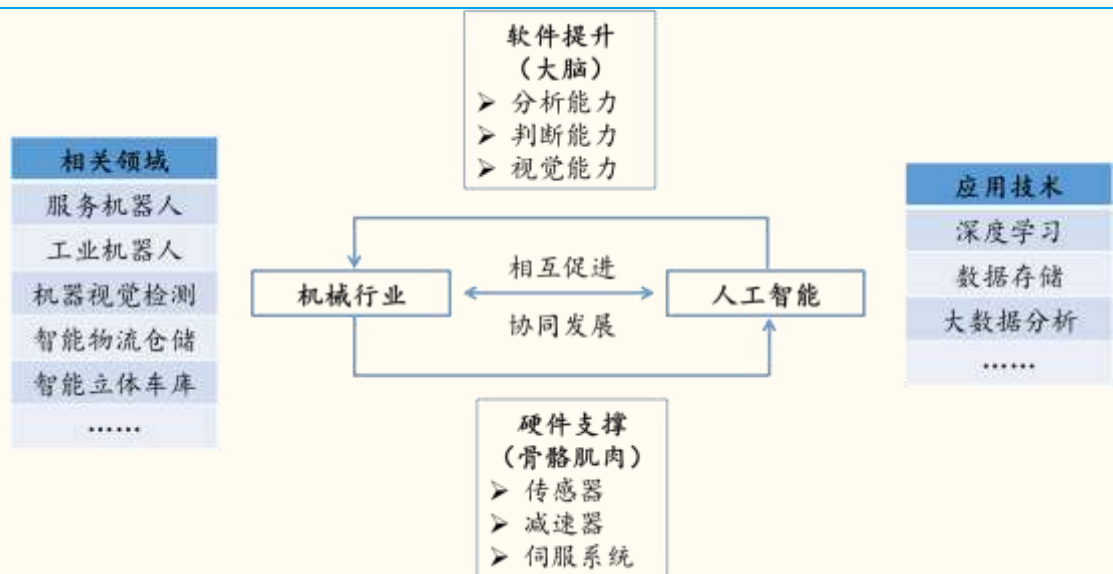 软件提升
（大脑）
➢ 分析能力
➢ 判断能力
➢ 视觉能力
相关领域
服务机器人
工业机器人
机器视觉检测
智能物流仓储
智能立体车库
……
机械行业
相互促进
协同发展
人工智能
应用技术
深度学习
数据存储
大数据分析
……
硬件支撑
（骨骼肌肉）
➢ 传感器
➢ 减速器
➢ 伺服系统